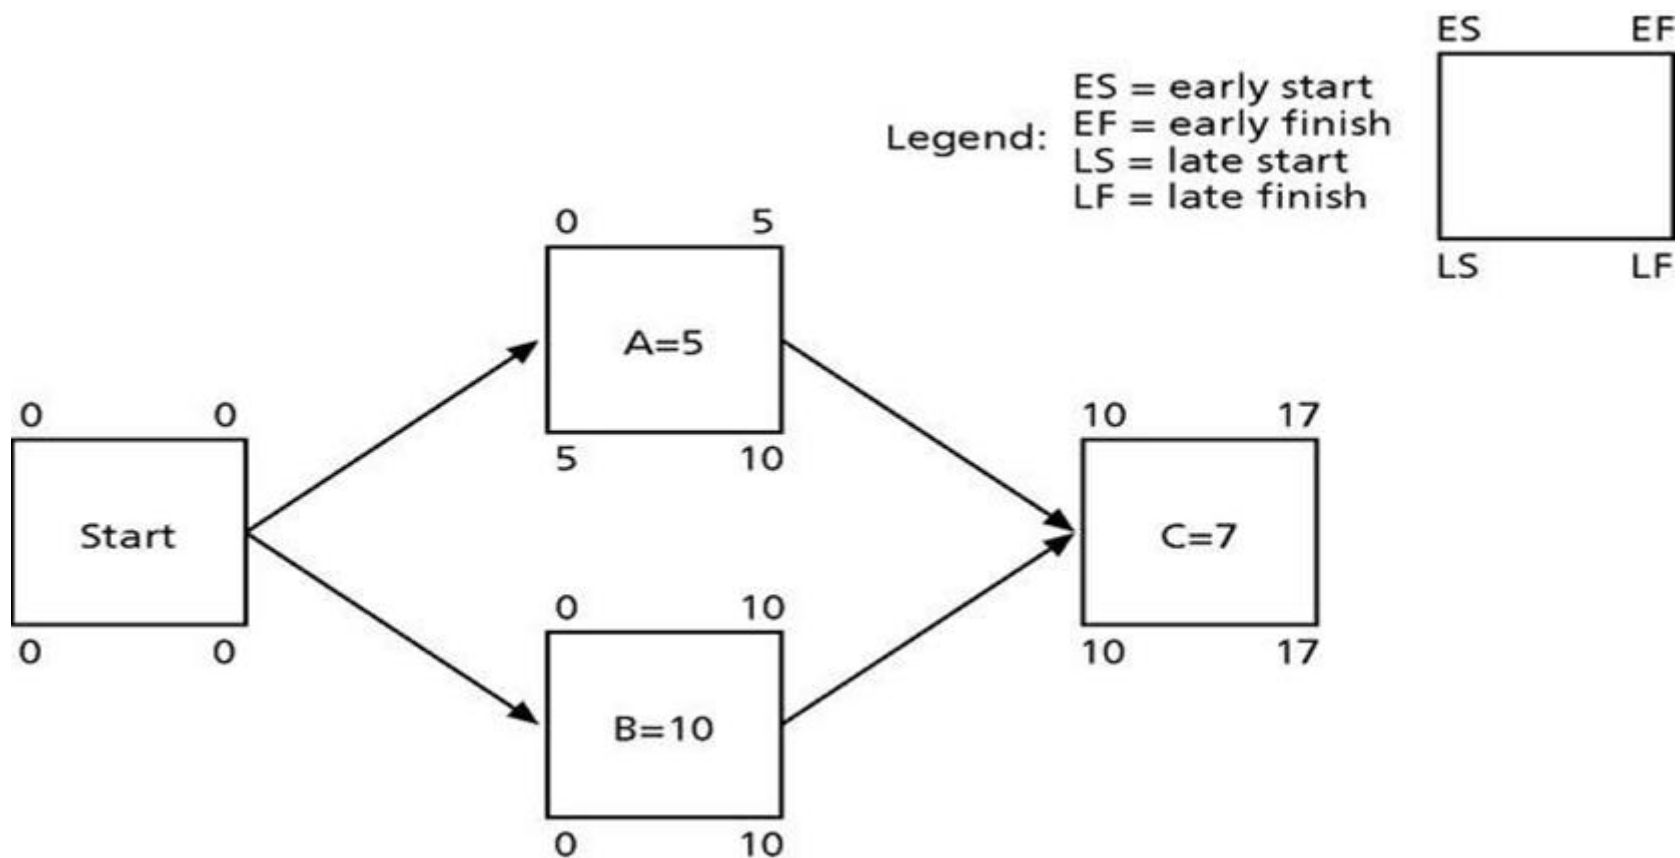 ES EF
ES = early start
EF = early finish
Legend:
LS = late start
LF = late finish
LS LF
0 5
A=5
5 10
0 0
Start
0 0
10 17
C=7
10 17
0 10
B=10
0 10